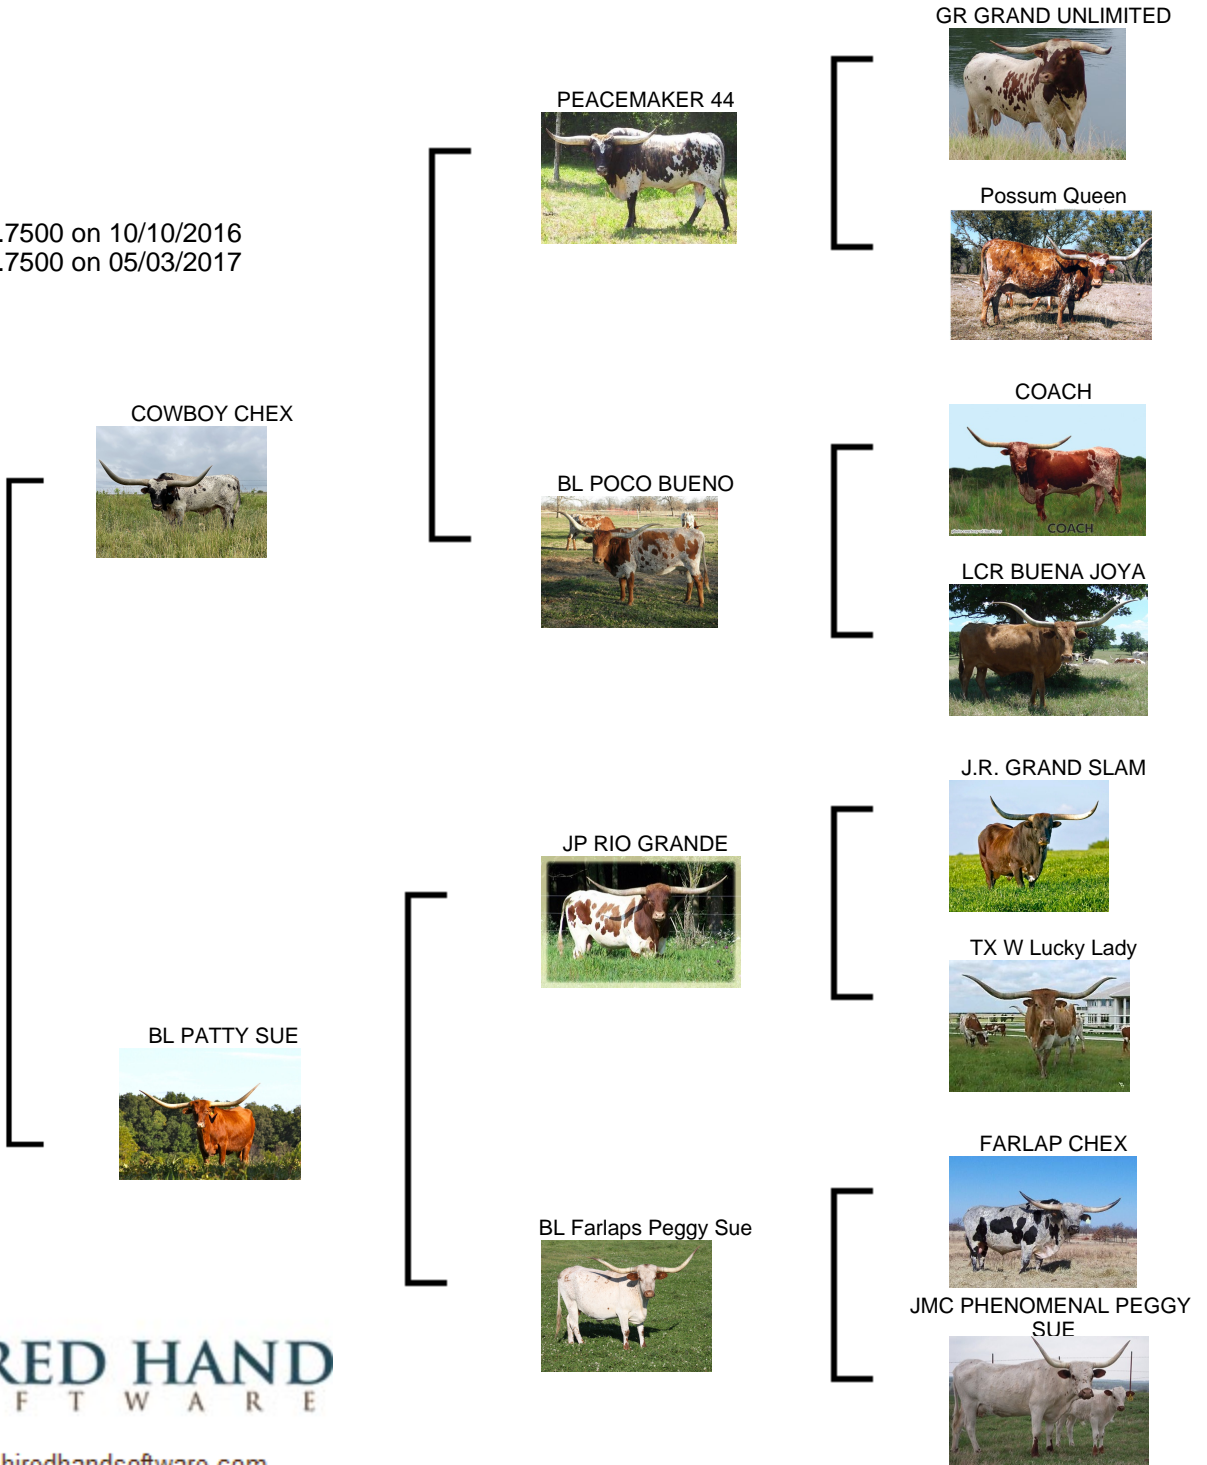 GR GRAND UNLIMITED
PEACEMAKER 44
Possum Queen
.7500 on 10/10/2016
.7500 on 05/03/2017
COACH
COWBOY CHEX
BL POCO BUENO
COACH
LCR BUENA JOYA
J.R. GRAND SLAM
JP RIO GRANDE
TX W Lucky Lady
BL PATTY SUE
FARLAP CHEX
BL Farlaps Peggy Sue
JMC PHENOMENAL PEGGY
SUE
RED HAND
F T W A R E
hiredhandsoftware.com